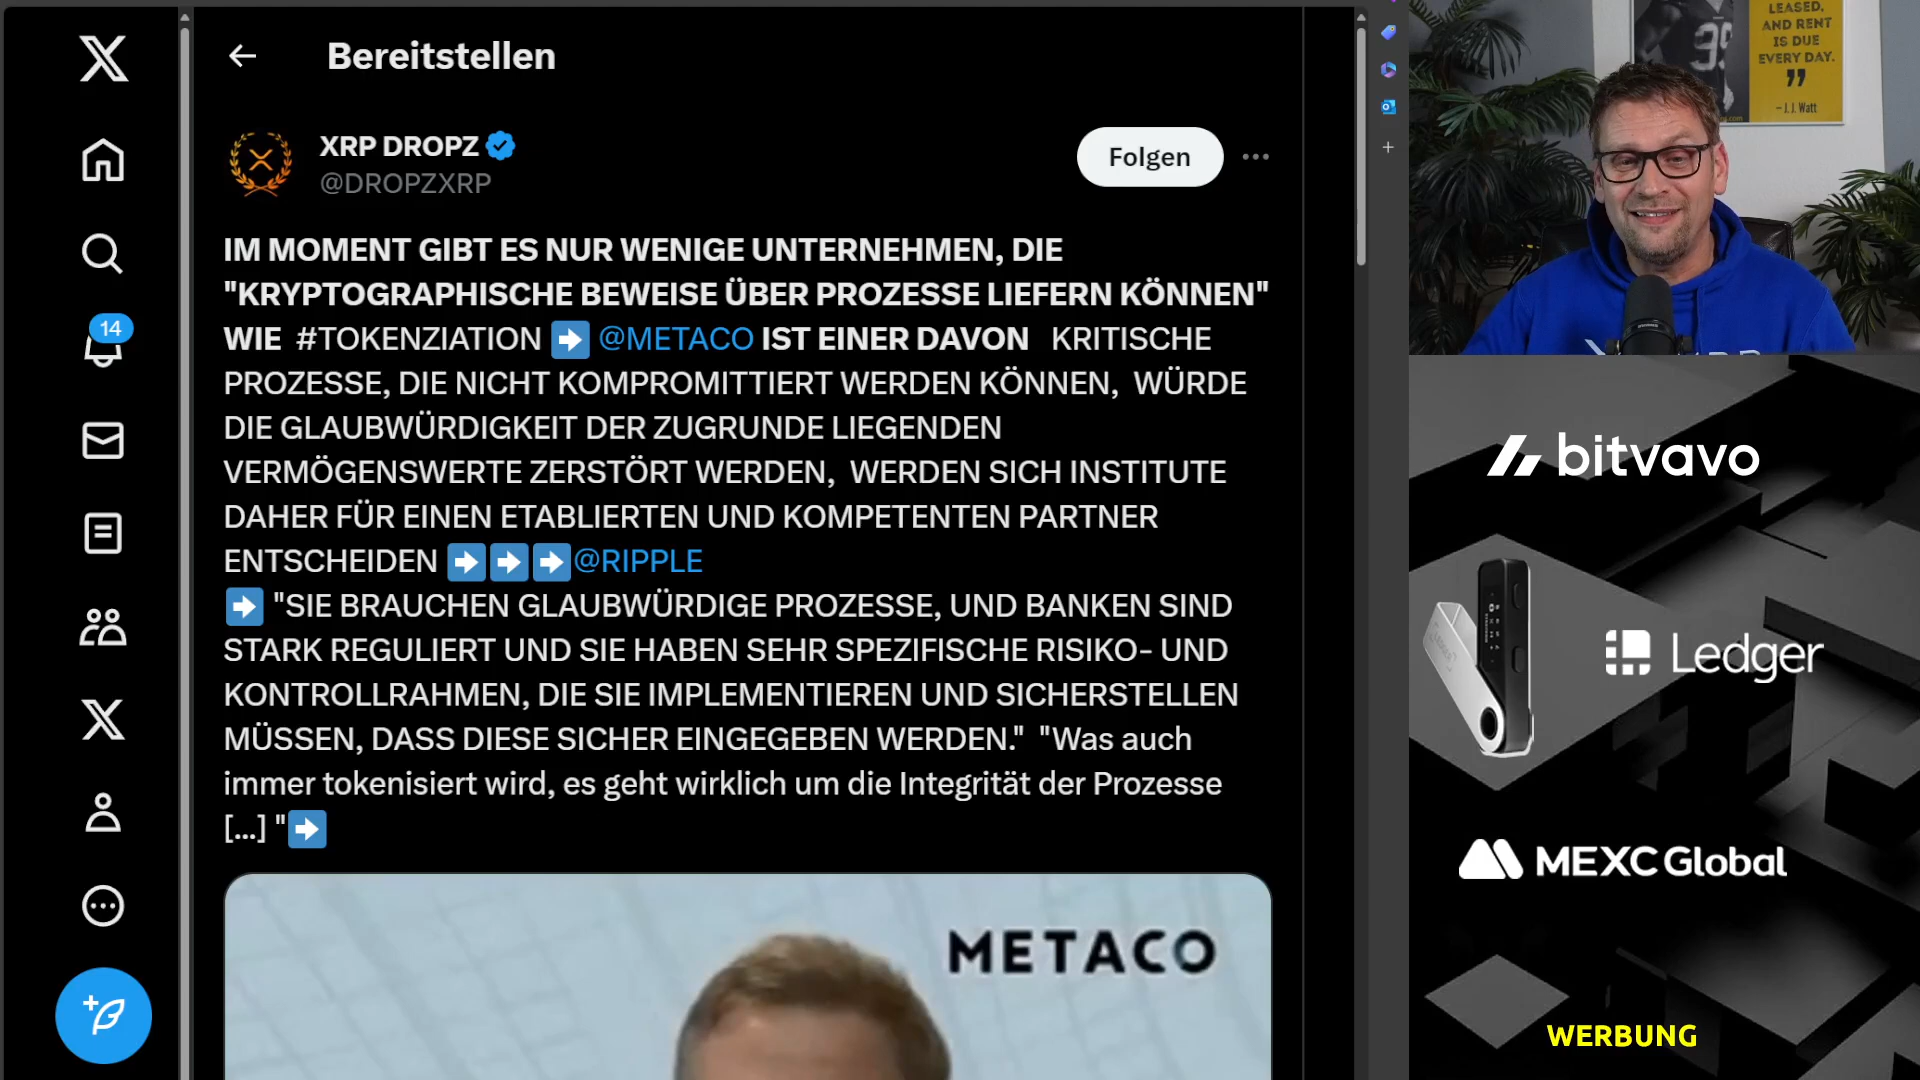 Bereitstellen
XRP DROPZ
@DROPZXRP
Folgen
IM MOMENT GIBT ES NUR WENIGE UNTERNEHMEN, DIE
"KRYPTOGRAPHISCHE BEWEISE ÜBER PROZESSE LIEFERN KÖNNEN"
WIE #TOKENZIATION ➡ @METACO IST EINER DAVON KRITISCHE
PROZESSE, DIE NICHT KOMPROMITTIERT WERDEN KÖNNEN, WÜRDE
DIE GLAUBWÜRDIGKEIT DER ZUGRUNDE LIEGENDEN
VERMÖGENSWERTE ZERSTÖRT WERDEN, WERDEN SICH INSTITUTE
DAHER FÜR EINEN ETABLIERTEN UND KOMPETENTEN PARTNER
ENTSCHEIDEN ➡➡➡@RIPPLE
➡ "SIE BRAUCHEN GLAUBWÜRDIGE PROZESSE, UND BANKEN SIND
STARK REGULIERT UND SIE HABEN SEHR SPEZIFISCHE RISIKO- UND
KONTROLLRAHMEN, DIE SIE IMPLEMENTIEREN UND SICHERSTELLEN
MÜSSEN, DASS DIESE SICHER EINGEGEBEN WERDEN." "Was auch
immer tokenisiert wird, es geht wirklich um die Integrität der Prozesse
[...] "➡
METACO
14
LEASED,
AND RENT
IS DUE
EVERY DAY.
"
– J.J. Watt
99
bitvavo
Ledger
MEXC Global
WERBUNG